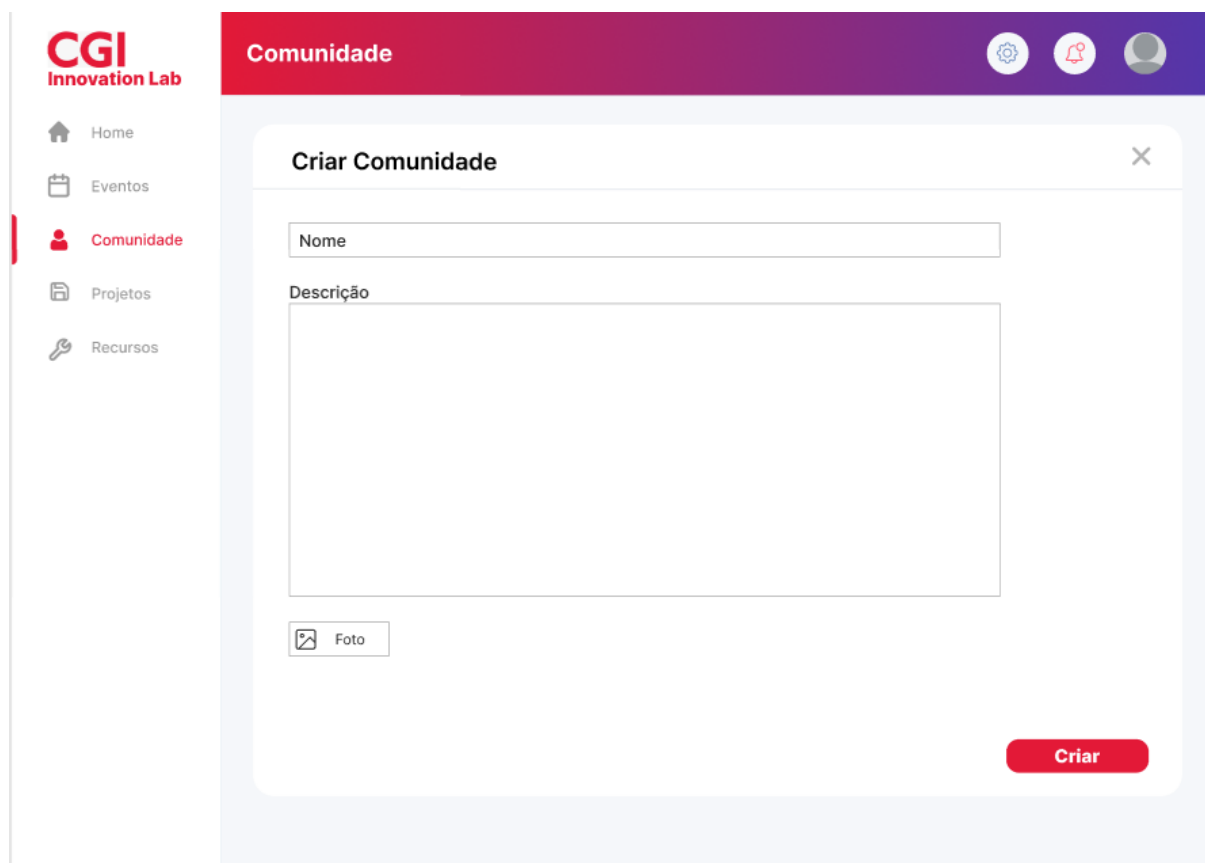 CGI
Innovation Lab
Home
Eventos
Comunidade
Projetos
Recursos
Comunidade
Criar Comunidade
Nome
Descrição
Foto
Criar